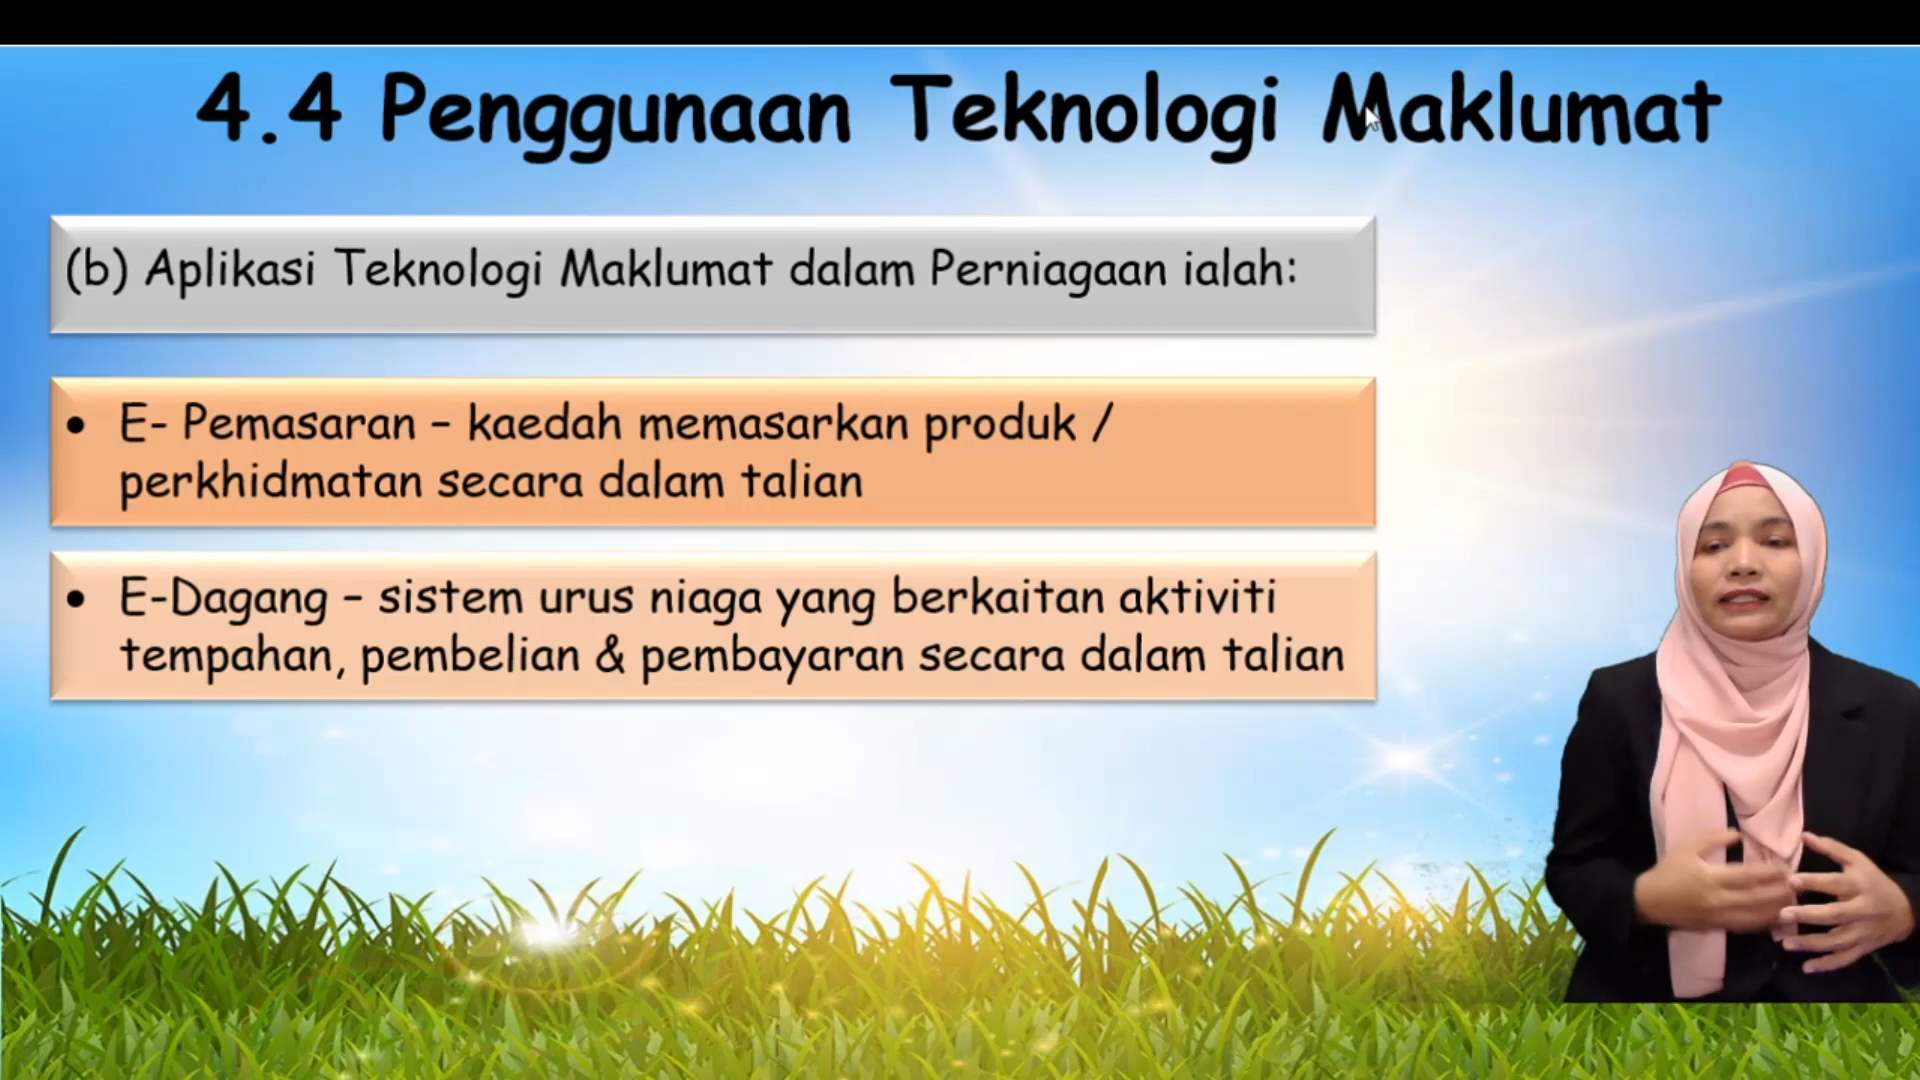 4.4 Penggunaan Teknologi Maklumat
(b) Aplikasi Teknologi Maklumat dalam Perniagaan ialah:
• E- Pemasaran – kaedah memasarkan produk /
perkhidmatan secara dalam talian
• E-Dagang – sistem urus niaga yang berkaitan aktiviti
tempahan, pembelian & pembayaran secara dalam talian